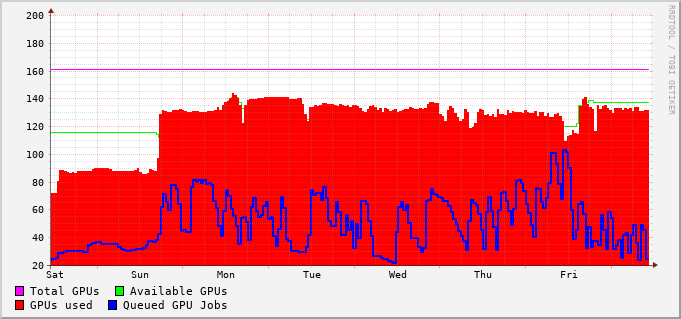 RRDTOOL / TOBI OETIKER
200
180
160
140
120
100
80
60
40
20
Sat Sun Mon Tue Wed Thu Fri
Total GPUs Available GPUs
GPUs used Queued GPU Jobs